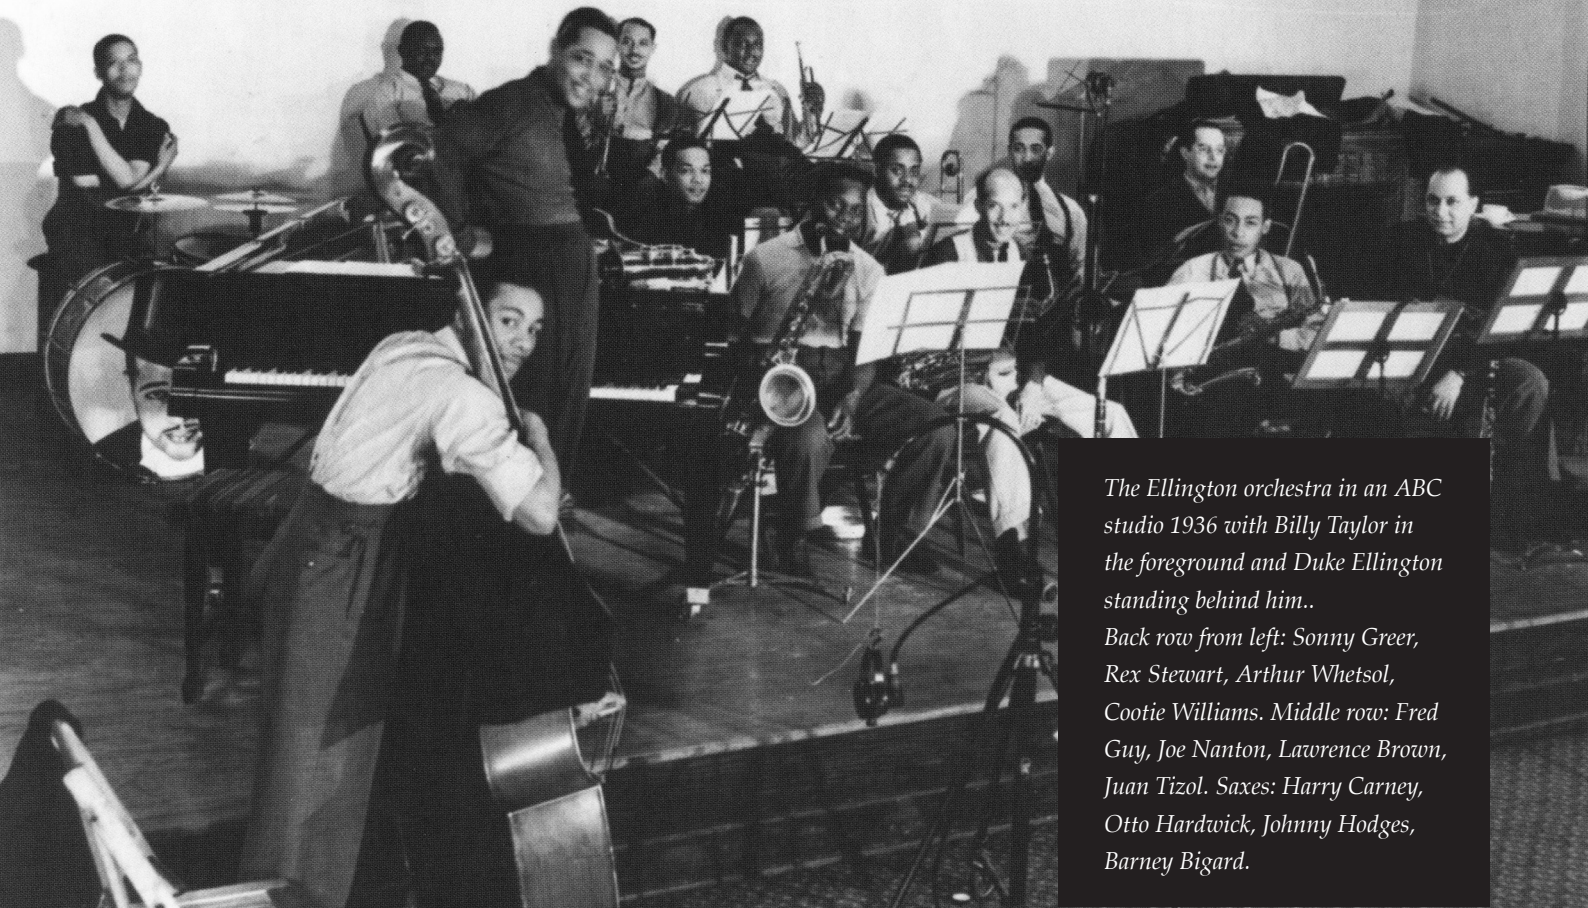 The Ellington orchestra in an ABC
studio 1936 with Billy Taylor in
the foreground and Duke Ellington
standing behind him..
Back row from left: Sonny Greer,
Rex Stewart, Arthur Whetsol,
Cootie Williams. Middle row: Fred
Guy, Joe Nanton, Lawrence Brown,
Juan Tizol. Saxes: Harry Carney,
Otto Hardwick, Johnny Hodges,
Barney Bigard.